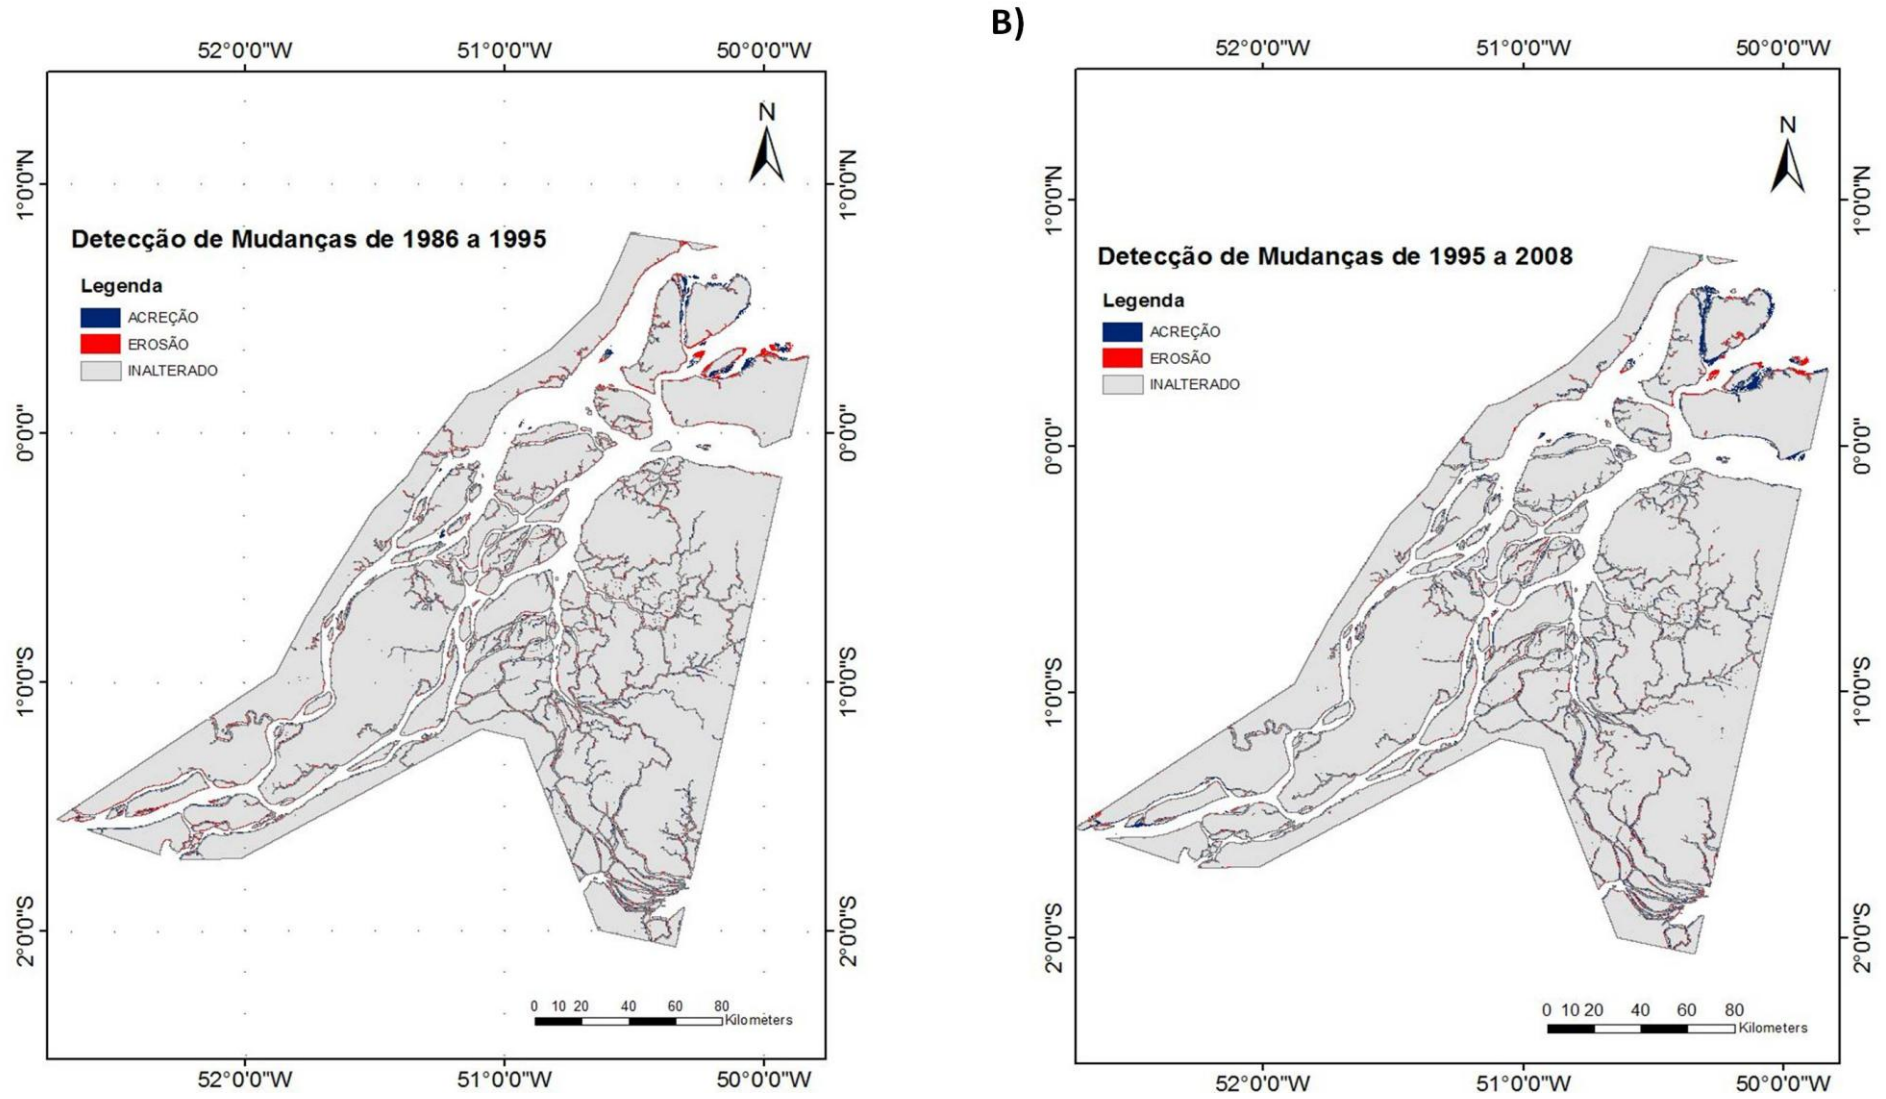 B)
52°0'0"W 51°0'0"W 50°0'0"W
N
1°0'0"N 1°0'0"N
Detecção de Mudanças de 1986 a 1995
Legenda
ACREÇÃO
EROSÃO
INALTERADO
0°0'0" 0°0'0"
1°0'0"S 1°0'0"S
2°0'0"S 2°0'0"S
0 10 20 40 60 80
Kilometers
52°0'0"W 51°0'0"W 50°0'0"W
52°0'0"W 51°0'0"W 50°0'0"W
N
1°0'0"N 1°0'0"N
Detecção de Mudanças de 1995 a 2008
Legenda
ACREÇÃO
EROSÃO
INALTERADO
0°0'0" 0°0'0"
1°0'0"S 1°0'0"S
2°0'0"S 2°0'0"S
0 10 20 40 60 80
Kilometers
52°0'0"W 51°0'0"W 50°0'0"W